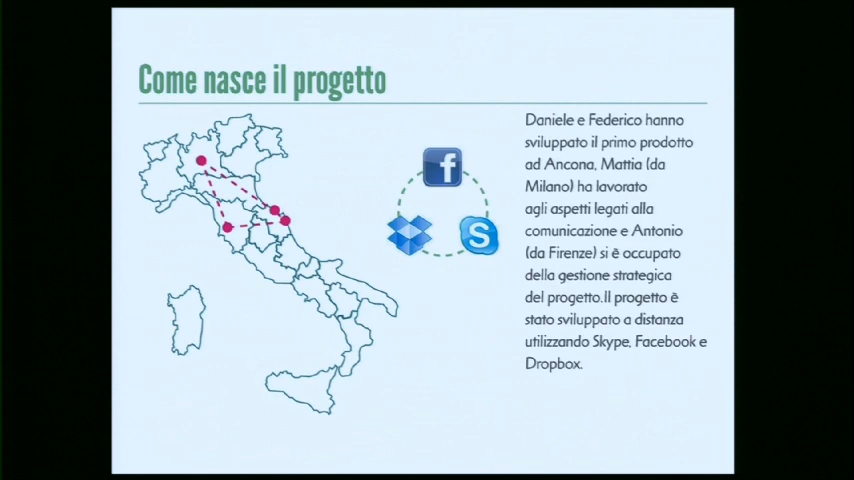 Come nasce il progetto
Daniele e Federico hanno
sviluppato il primo prodotto
ad Ancona, Mattia (da
Milano) ha lavorato
agli aspetti legati alla
comunicazione e Antonio
(da Firenze) si è occupato
della gestione strategica
del progetto.Il progetto è
stato sviluppato a distanza
utilizzando Skype, Facebook e
Dropbox.
f
S